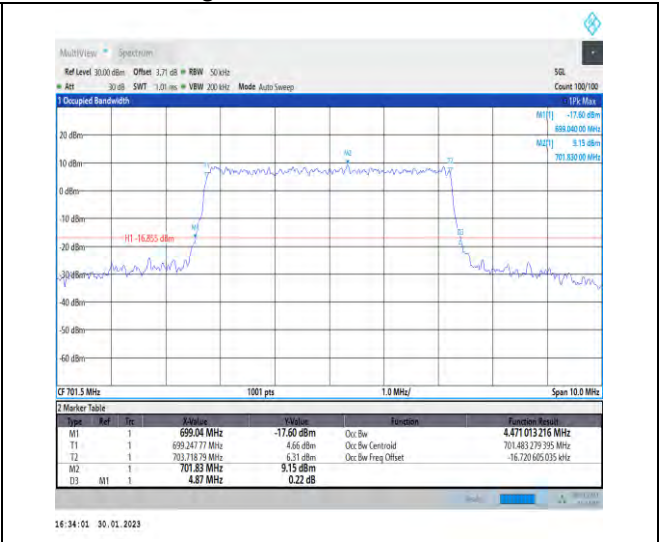 MultiView Spectrum
Ref Level 30.00 dBm Offset 3.71 dB RBW 50 kHz SGL
Att 30 dB SWT 1.01 ms VBW 200 kHz Mode Auto Sweep Count 100/100
1 Occupied Bandwidth 1Pk Max
M1[1] -17.60 dBm
699.040 00 MHz
M2[1] 9.15 dBm
701.830 00 MHz
20 dBm
M2
10 dBm
T1 T2
0 dBm
-10 dBm
M1
D3
H1 -16.855 dBm
-20 dBm
-30 dBm
-40 dBm
-50 dBm
-60 dBm
CF 701.5 MHz 1001 pts 1.0 MHz/ Span 10.0 MHz
2 Marker Table
Type Ref Trc X-Value Y-Value Function Function Result
M1 1 699.04 MHz -17.60 dBm Occ Bw 4.471 013 216 MHz
T1 1 699.247 77 MHz 4.66 dBm Occ Bw Centroid 701.483 279 395 MHz
T2 1 703.718 79 MHz 6.31 dBm Occ Bw Freq Offset -16.720 605 035 kHz
M2 1 701.83 MHz 9.15 dBm
D3 M1 1 4.87 MHz 0.22 dB
16:34:01 30.01.2023